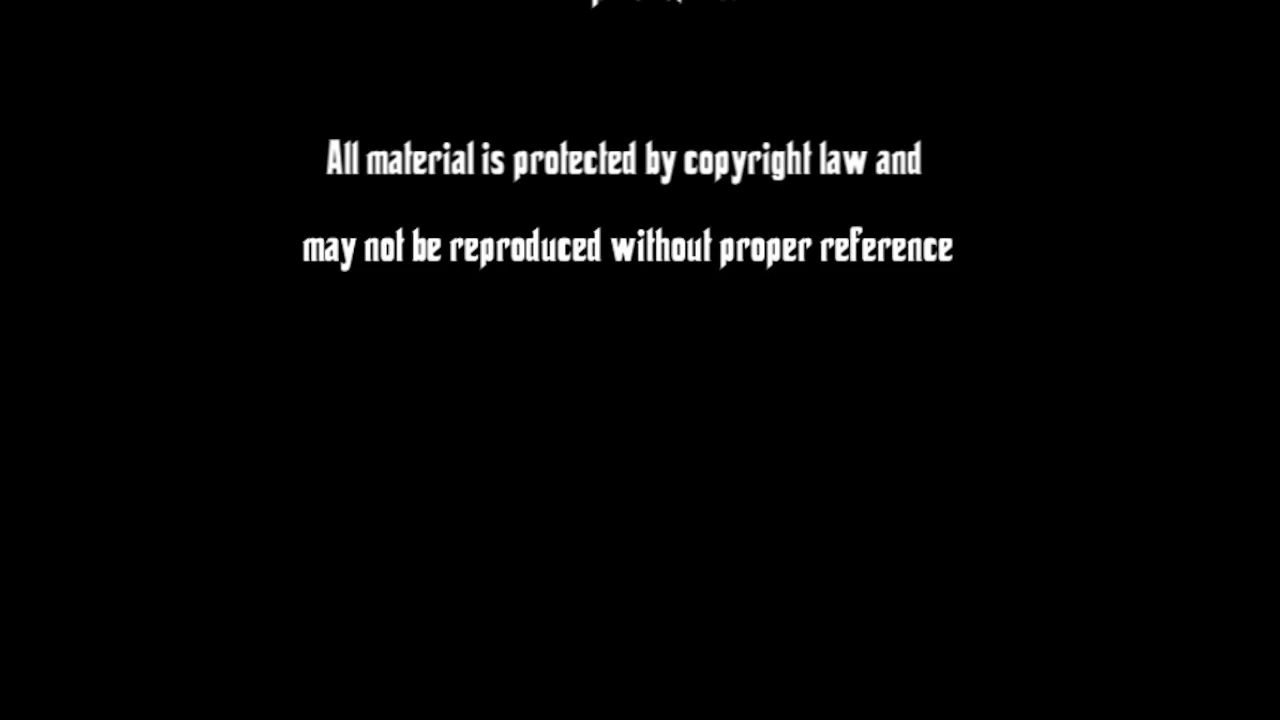 All material is protected by copyright law and
may not be reproduced without proper reference